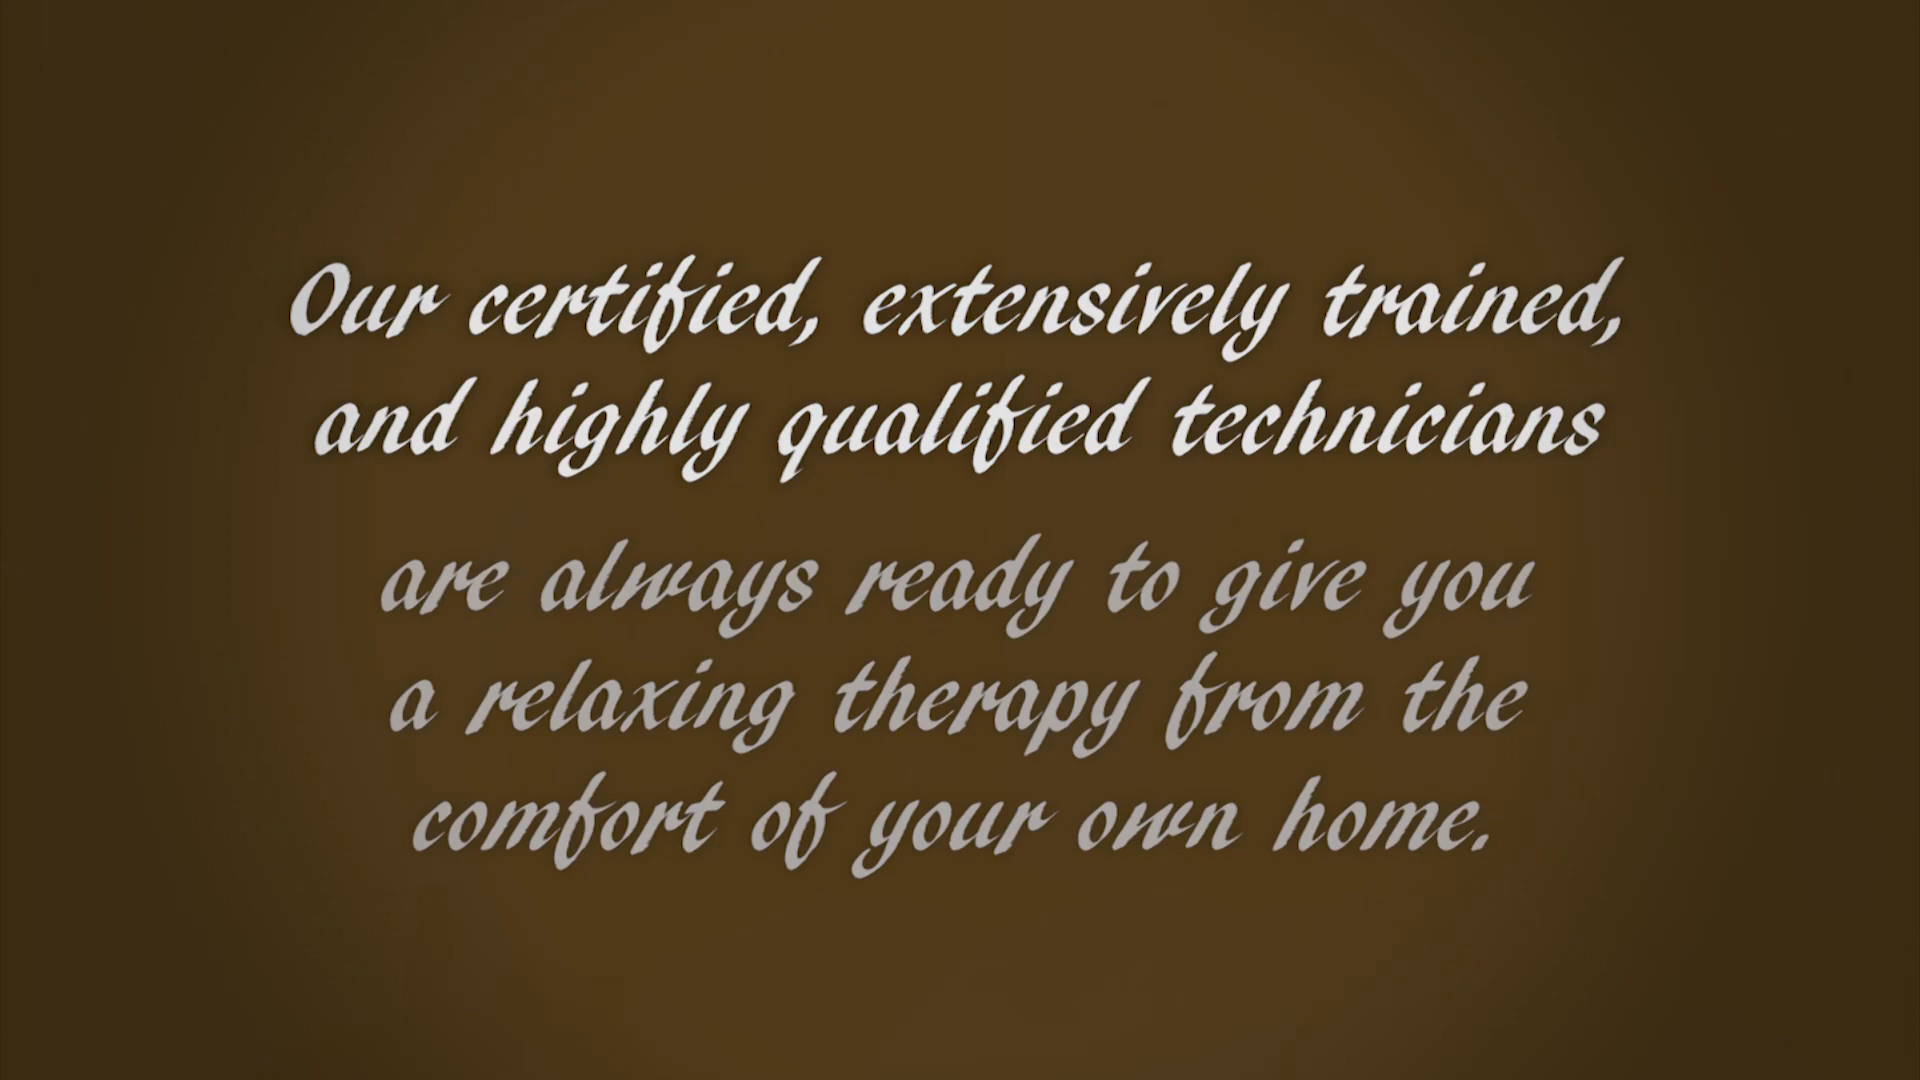 Our certified, extensively trained,
and highly qualified technicians
are always ready to give you
a relaxing therapy from the
comfort of your own home.